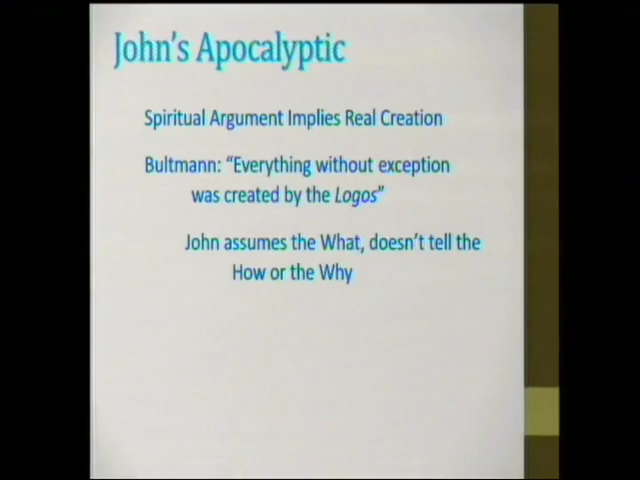 John's Apocalyptic
Spiritual Argument Implies Real Creation
Bultmann: “Everything without exception
was created by the Logos”
John assumes the What, doesn't tell the
How or the Why